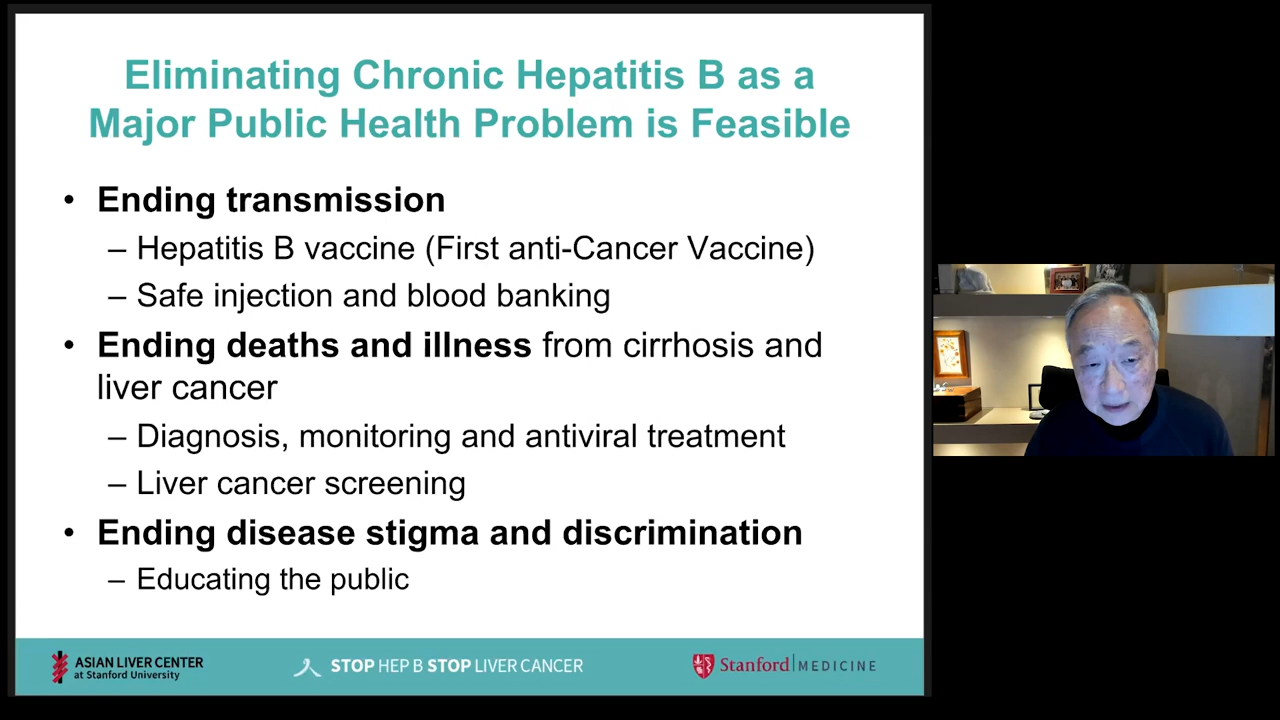 Eliminating Chronic Hepatitis B as a
Major Public Health Problem is Feasible
• Ending transmission
– Hepatitis B vaccine (First anti-Cancer Vaccine)
– Safe injection and blood banking
• Ending deaths and illness from cirrhosis and
liver cancer
– Diagnosis, monitoring and antiviral treatment
– Liver cancer screening
• Ending disease stigma and discrimination
– Educating the public
ASIAN LIVER CENTER
at Stanford University
STOP HEP B STOP LIVER CANCER
Stanford MEDICINE